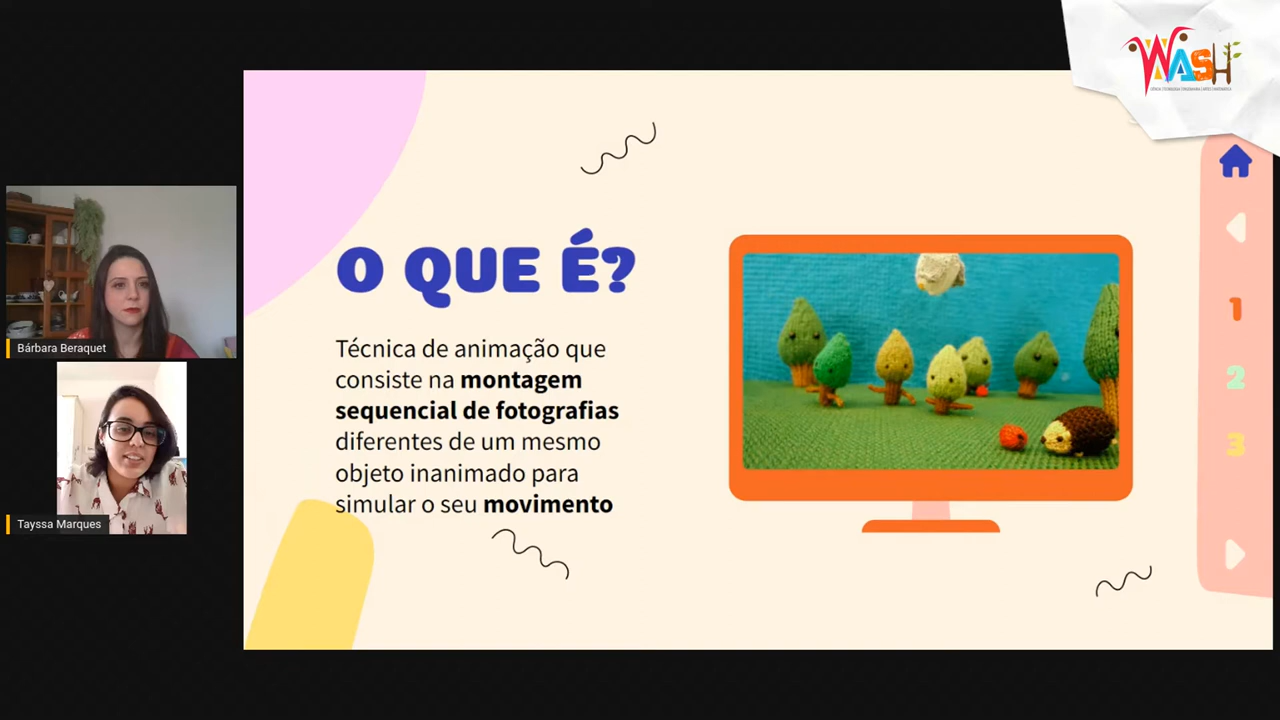 WASH
O QUE É?
Técnica de animação que
consiste na montagem
sequencial de fotografias
diferentes de um mesmo
objeto inanimado para
simular o seu movimento
1
2
3
Bárbara Beraquet
Tayssa Marques